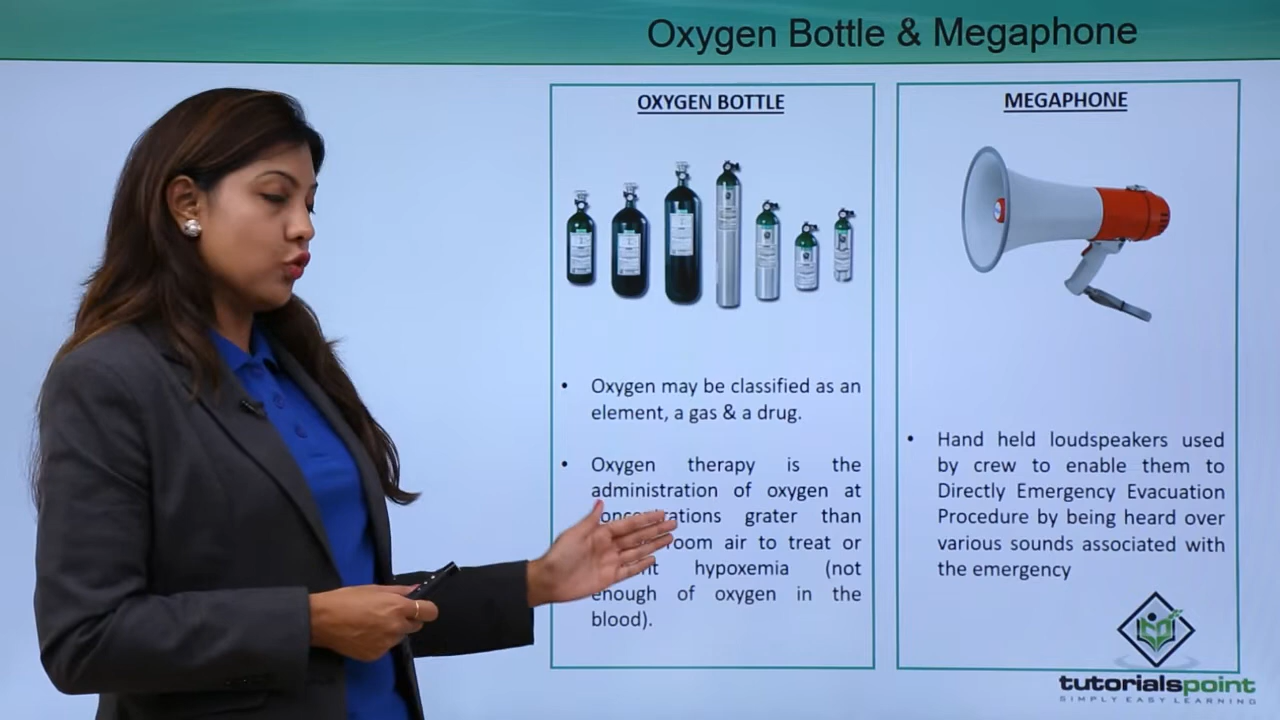 Oxygen Bottle & Megaphone
OXYGEN BOTTLE
• Oxygen may be classified as an
element, a gas & a drug.
• Oxygen therapy is the
administration of oxygen at
grater than
room air to treat or
hypoxemia (not
enough of oxygen in the
blood).
MEGAPHONE
• Hand held loudspeakers used
by crew to enable them to
Directly Emergency Evacuation
Procedure by being heard over
various sounds associated with
the emergency
tutorialspoint
SIMPLY EASY LEARNING